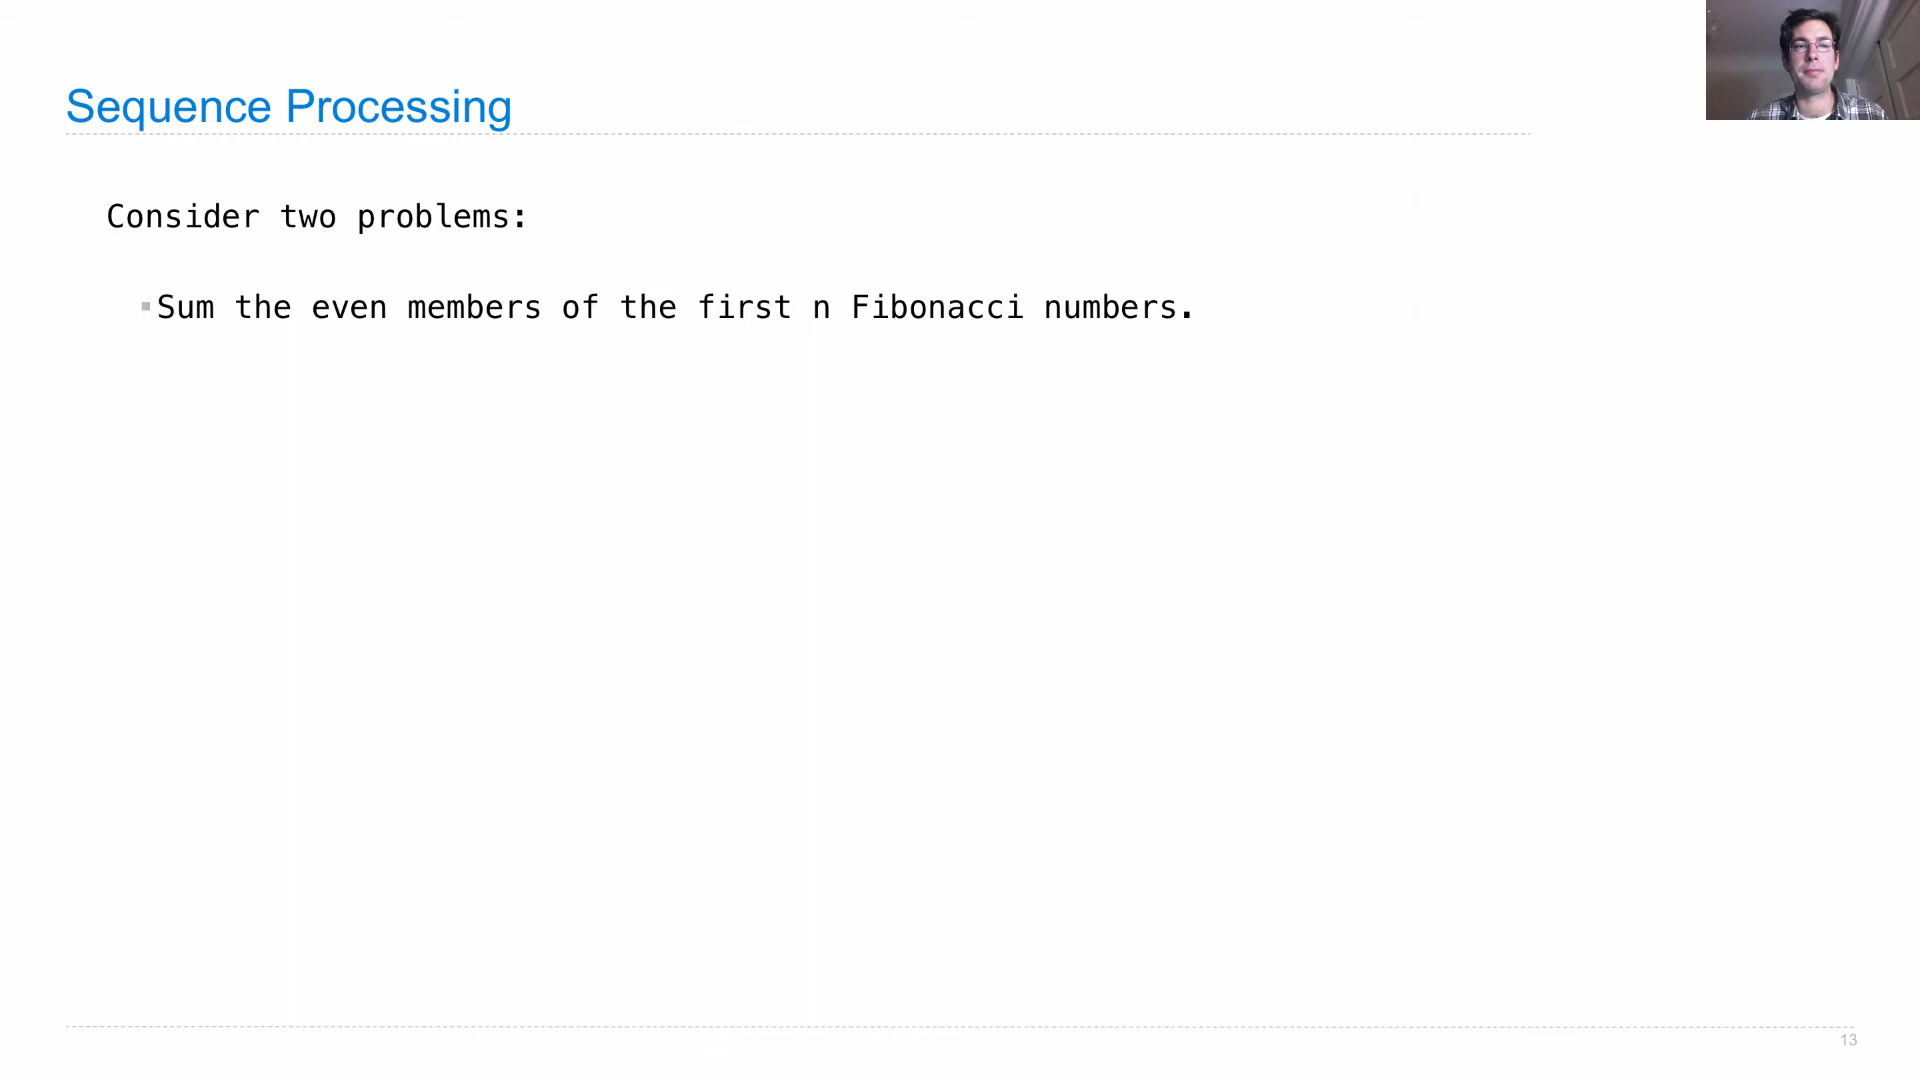 Sequence Processing
Consider two problems:
▪Sum the even members of the first n Fibonacci numbers.
13